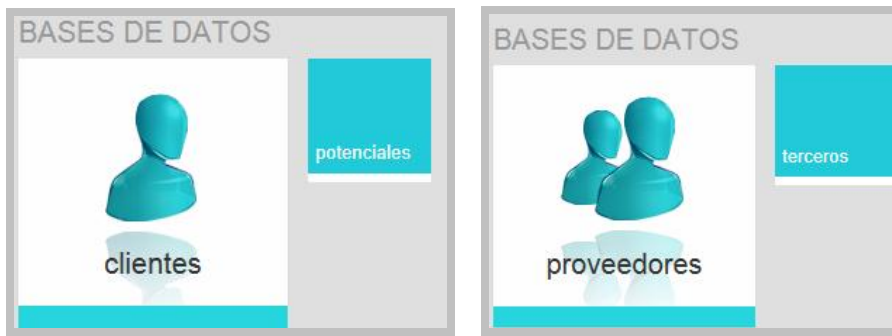 BASES DE DATOS
potenciales
clientes
BASES DE DATOS
terceros
proveedores